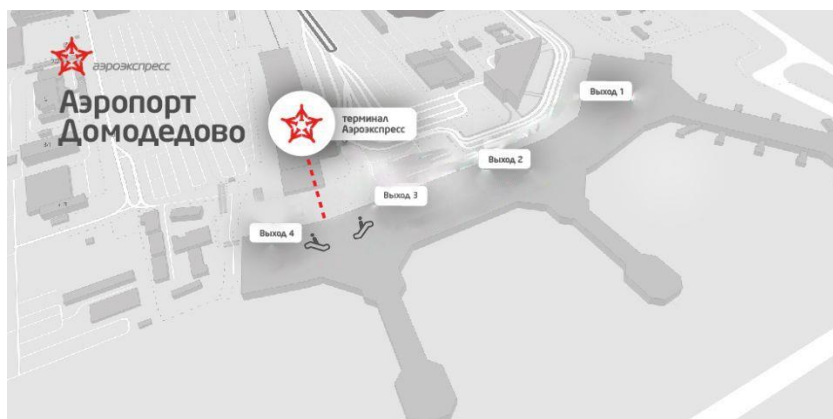 аэроэкспресс
Аэропорт
Домодедово
терминал
Аэроэкспресс
Выход 1
Выход 2
Выход 3
Выход 4